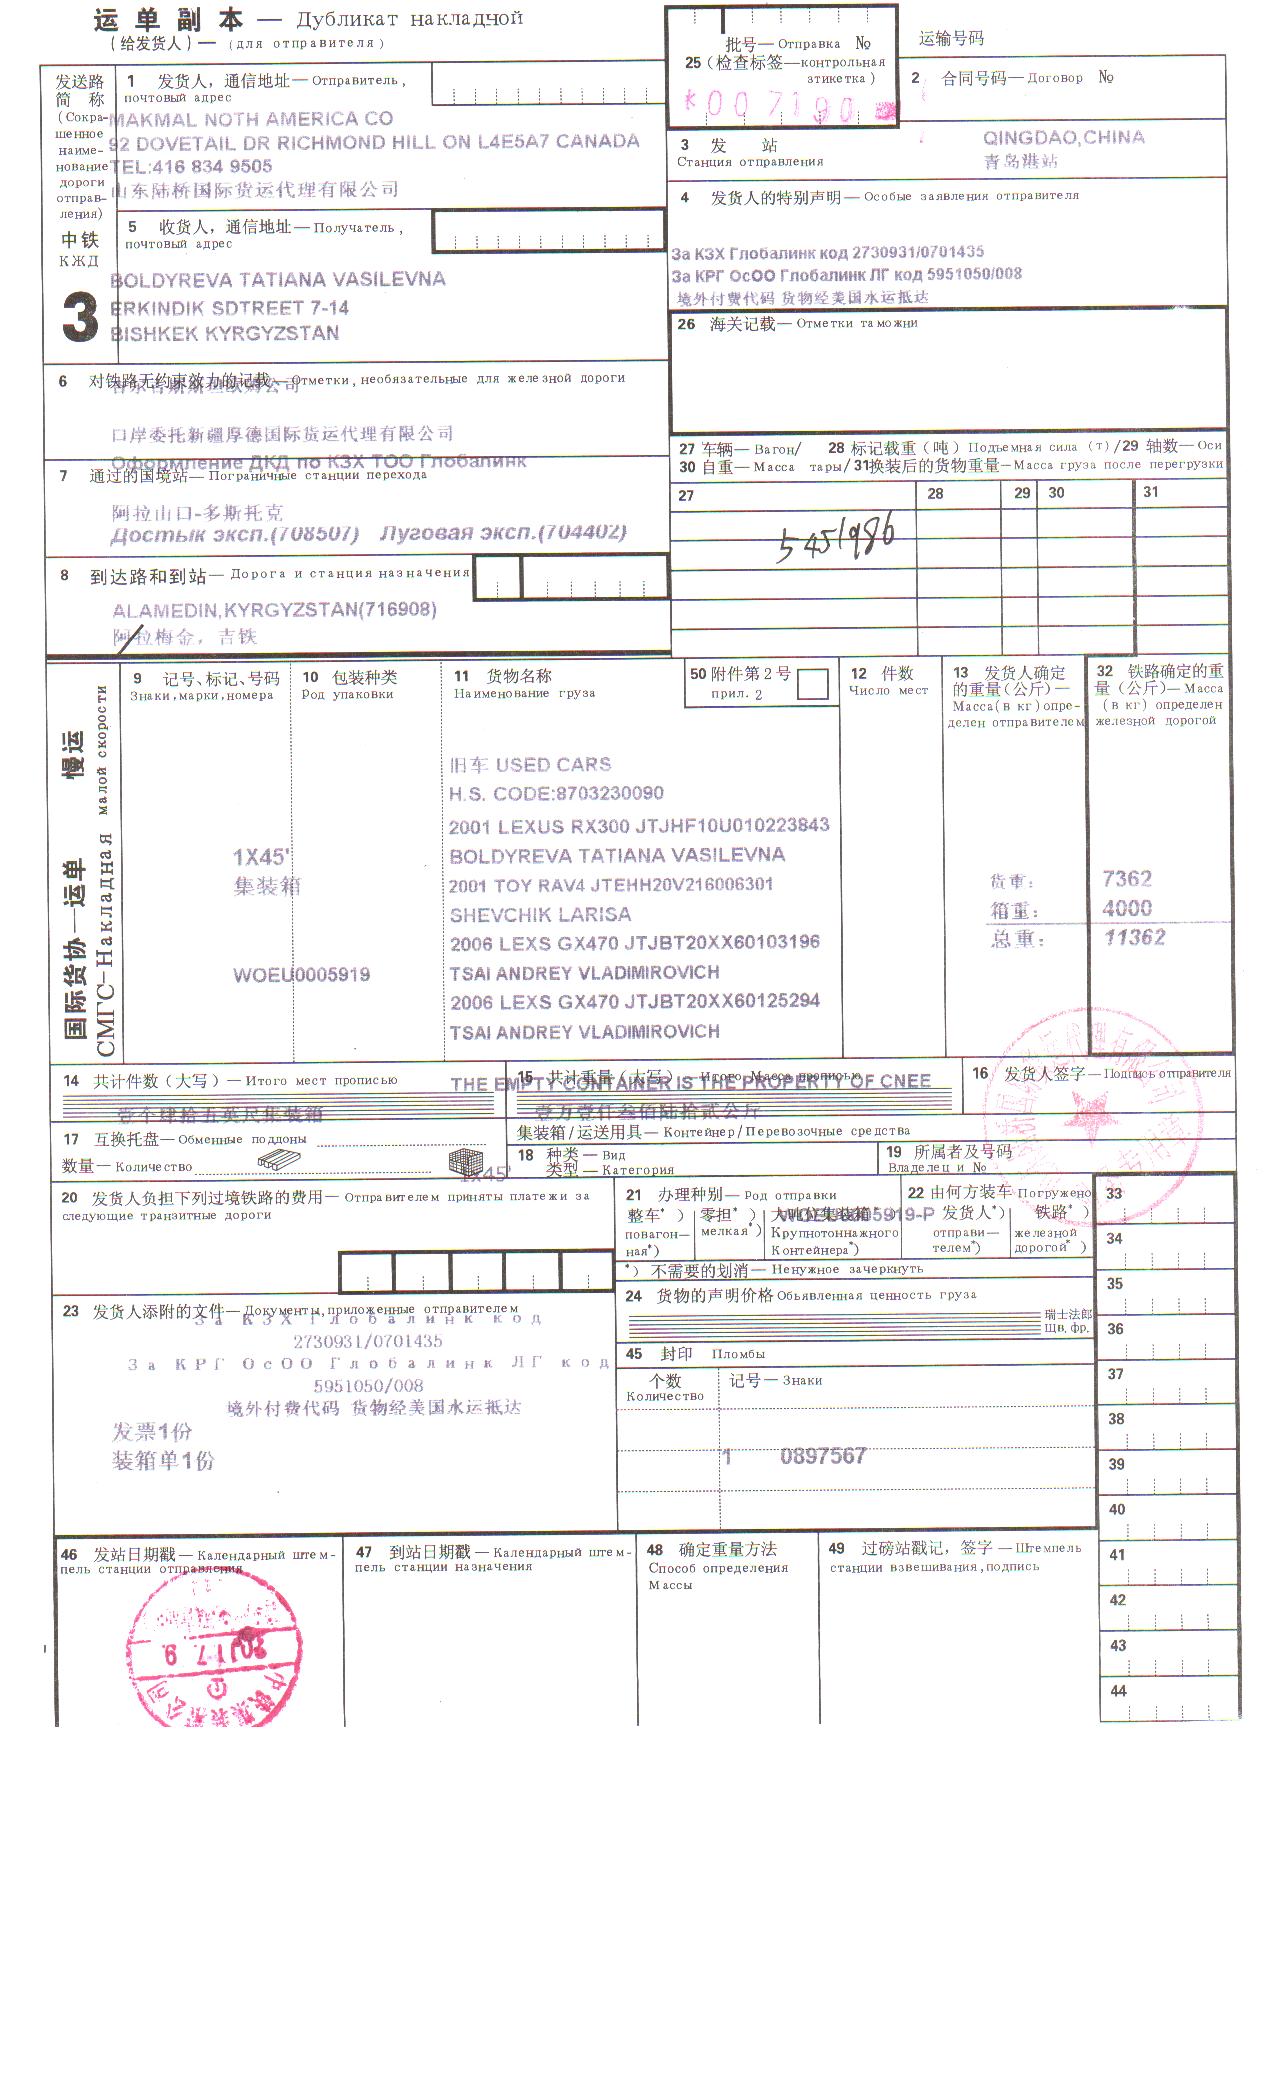 运单副本 — Дубликат накладной
(给发货人) — (для отправителя)
发送路
简 称
(Сокра-
щенное
наиме-
нование
дороги
отправ-
ления)
中铁
КЖД
3
1 发货人，通信地址—Отправитель,
почтовый адрес
MAKMAL NOTH AMERICA CO
92 DOVETAIL DR RICHMOND HILL ON L4E5A7 CANADA
TEL:416 834 9505
山东陆桥国际货运代理有限公司
5 收货人，通信地址—Получатель,
почтовый адрес
BOLDYREVA TATIANA VASILEVNA
ERKINDIK SDTREET 7-14
BISHKEK KYRGYZSTAN
批号—Отправка №
25 (检查标签—контрольная
этикетка)
*007190
运输号码
2 合同号码—Договор №
3 发 站
Станция отправления
QINGDAO,CHINA
青岛港站
4 发货人的特别声明—Особые заявления отправителя
За КЗХ Глобалинк код 2730931/0701435
За КРГ ОсОО Глобалинк ЛГ код 5951050/008
境外付费代码 货物经美国水运抵达
26 海关记载—Отметки таможни
6 对铁路无约束效力的记载—Отметки, необязательные для железной дороги
口岸委托新疆厚德国际货运代理有限公司
Оформление ДКД по КЗХ ТОО Глобалинк
7 通过的国境站—Пограничные станции перехода
阿拉山口-多斯托克
Достык эксп.(708507) Луговая эксп.(704402)
8 到达路和到站—Дорога и станция назначения
ALAMEDIN,KYRGYZSTAN(716908)
阿拉梅金，吉铁
27 车辆—Вагон/ 28 标记载重（吨）Подъемная сила (т)/29 轴数—Оси
30 自重—Масса тары/31换装后的货物重量—Масса груза после перегрузки
27 28 29 30 31
5451986
国际货协—运单 慢运
СМГС-Накладная малой скорости
9 记号、标记、号码
Знаки,марки,номера
10 包装种类
Род упаковки
11 货物名称
Наименование груза
50 附件第2号
прил. 2
12 件数
Число мест
13 发货人确定
的重量(公斤)—
Масса(в кг)опре-
делен отправителем
32 铁路确定的重
量（公斤)—Масса
(в кг) определен
железной дорогой
1X45'
集装箱
WOEU0005919
旧车 USED CARS
H.S. CODE:8703230090
2001 LEXUS RX300 JTJHF10U010223843
BOLDYREVA TATIANA VASILEVNA
2001 TOY RAV4 JTEHH20V216006301
SHEVCHIK LARISA
2006 LEXS GX470 JTJBT20XX60103196
TSAI ANDREY VLADIMIROVICH
2006 LEXS GX470 JTJBT20XX60125294
TSAI ANDREY VLADIMIROVICH
THE EMPTY CONTAINER IS THE PROPERTY OF CNEE
货重： 7362
箱重： 4000
总重： 11362
14 共计件数（大写）—Итого мест прописью
壹个肆拾五英尺集装箱
15 共计重量（大写）—Итого Масса прописью
壹万壹仟叁佰陆拾贰公斤
16 发货人签字—Подпись отправителя
17 互换托盘—Обменные поддоны
数量—Количество
1X45'
集装箱/运送用具—Контейнер/Перевозочные средства
18 种类—Вид
类型—Категория
19 所属者及号码
Владелец и №
20 发货人负担下列过境铁路的费用—Отправителем приняты платежи за
следующие транзитные дороги
21 办理种别—Род отправки
整车*) 零担*) 大吨位集装箱*)
повагон-
ная*)
мелкая*)
Крупнотоннажного
Контейнера*)
WOEU0005919-P
22 由何方装车 Погружено
发货人*) 铁路*)
отправи-
телем*)
железной
дорогой*)
*) 不需要的划消—Ненужное зачеркнуть
23 发货人添附的文件—Документы,приложенные отправителем
За КЗХ Глобалинк код
2730931/0701435
За КРГ ОсОО Глобалинк ЛГ код
5951050/008
境外付费代码 货物经美国水运抵达
发票1份
装箱单1份
24 货物的声明价格 Объявленная ценность груза
瑞士法郎
Щв. фр.
45 封印 Пломбы
个数
Количество
记号—Знаки
1 0897567
33
34
35
36
37
38
39
40
41
42
43
44
46 发站日期戳—Календарный штем-
пель станции отправления
2011.7.9
47 到站日期戳—Календарный штем-
пель станции назначения
48 确定重量方法
Способ определения
Массы
49 过磅站戳记，签字—Штемпель
станции взвешивания,подпись